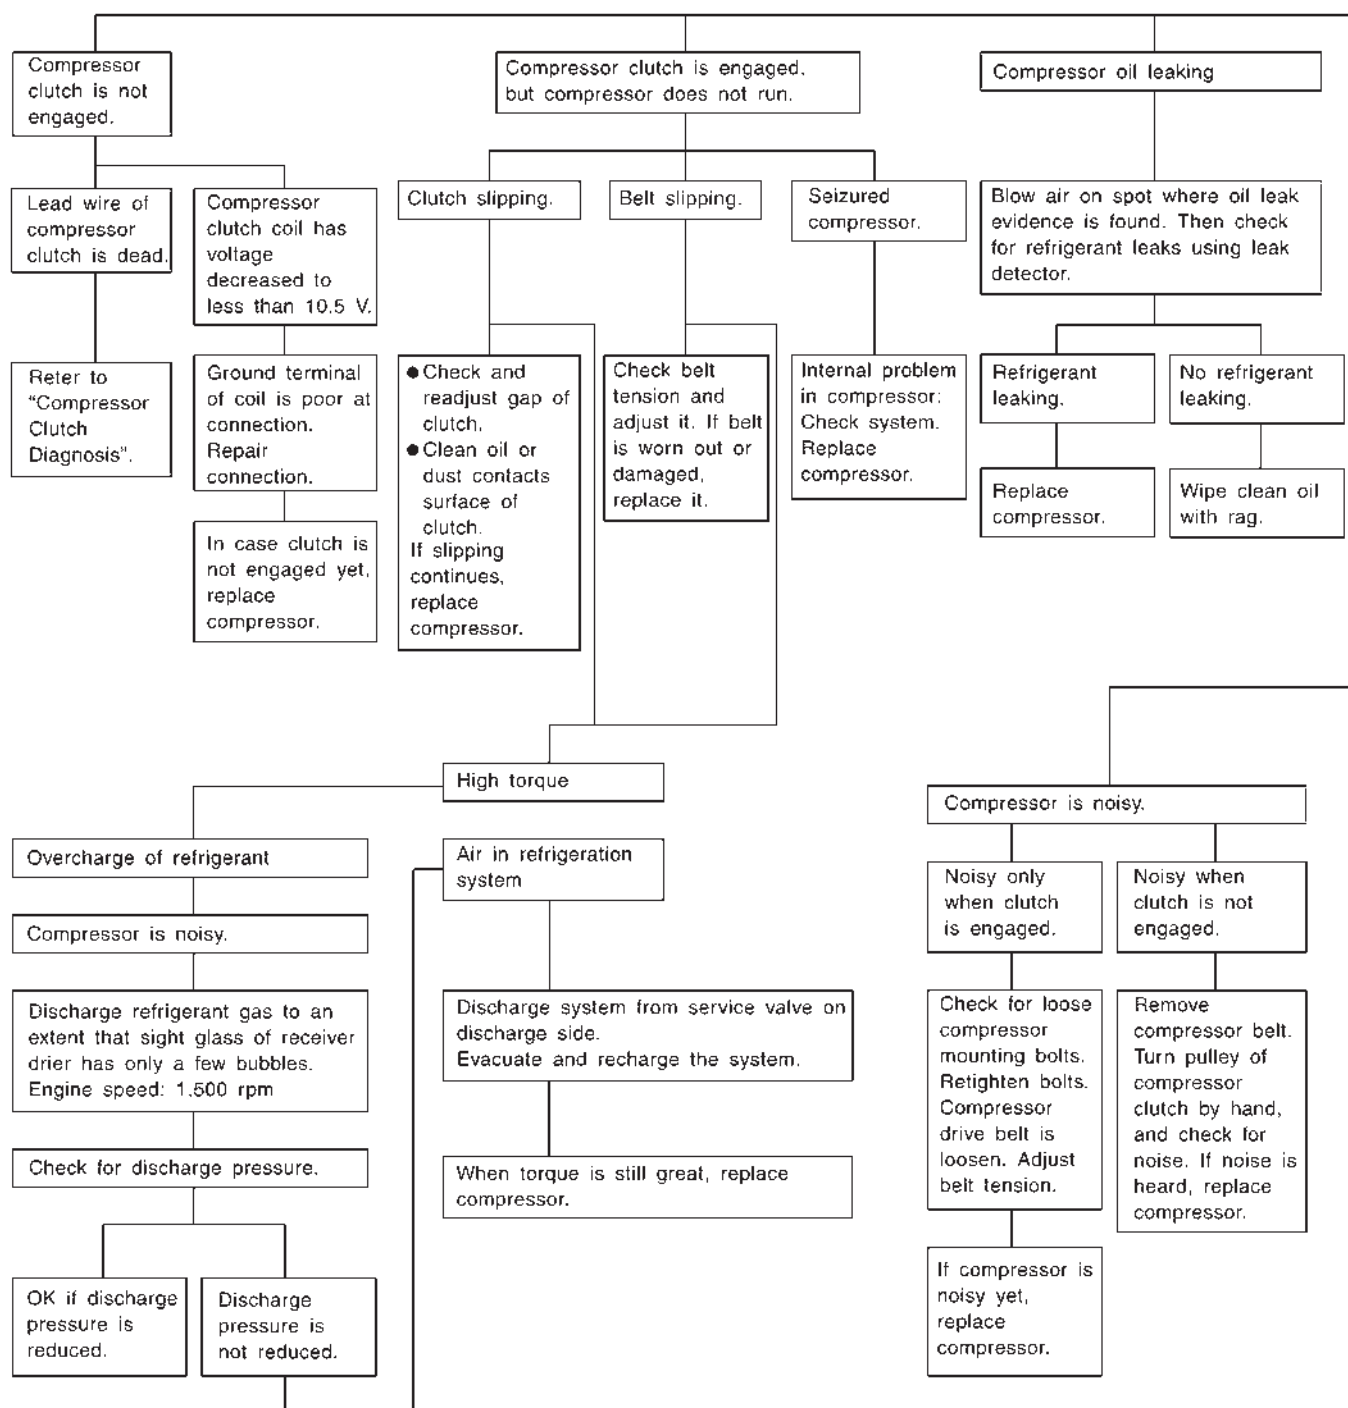 Compressor
clutch is not
engaged.
Compressor clutch is engaged,
but compressor does not run.
Compressor oil leaking
Lead wire of
compressor
clutch is dead.
Compressor
clutch coil has
voltage
decreased to
less than 10.5 V.
Clutch slipping.
Belt slipping.
Seizured
compressor.
Blow air on spot where oil leak
evidence is found. Then check
for refrigerant leaks using leak
detector.
Reter to
“Compressor
Clutch
Diagnosis”.
Ground terminal
of coil is poor at
connection.
Repair
connection.
● Check and
readjust gap of
clutch.
● Clean oil or
dust contacts
surface of
clutch.
If slipping
continues,
replace
compressor.
Check belt
tension and
adjust it. If belt
is worn out or
damaged,
replace it.
Internal problem
in compressor:
Check system.
Replace
compressor.
Refrigerant
leaking.
No refrigerant
leaking.
Replace
compressor.
Wipe clean oil
with rag.
In case clutch is
not engaged yet,
replace
compressor.
High torque
Compressor is noisy.
Overcharge of refrigerant
Air in refrigeration
system
Noisy only
when clutch
is engaged.
Noisy when
clutch is not
engaged.
Compressor is noisy.
Discharge refrigerant gas to an
extent that sight glass of receiver
drier has only a few bubbles.
Engine speed: 1,500 rpm
Discharge system from service valve on
discharge side.
Evacuate and recharge the system.
Check for loose
compressor
mounting bolts.
Retighten bolts.
Compressor
drive belt is
loosen. Adjust
belt tension.
Remove
compressor belt.
Turn pulley of
compressor
clutch by hand,
and check for
noise. If noise is
heard, replace
compressor.
Check for discharge pressure.
When torque is still great, replace
compressor.
OK if discharge
pressure is
reduced.
Discharge
pressure is
not reduced.
If compressor is
noisy yet,
replace
compressor.